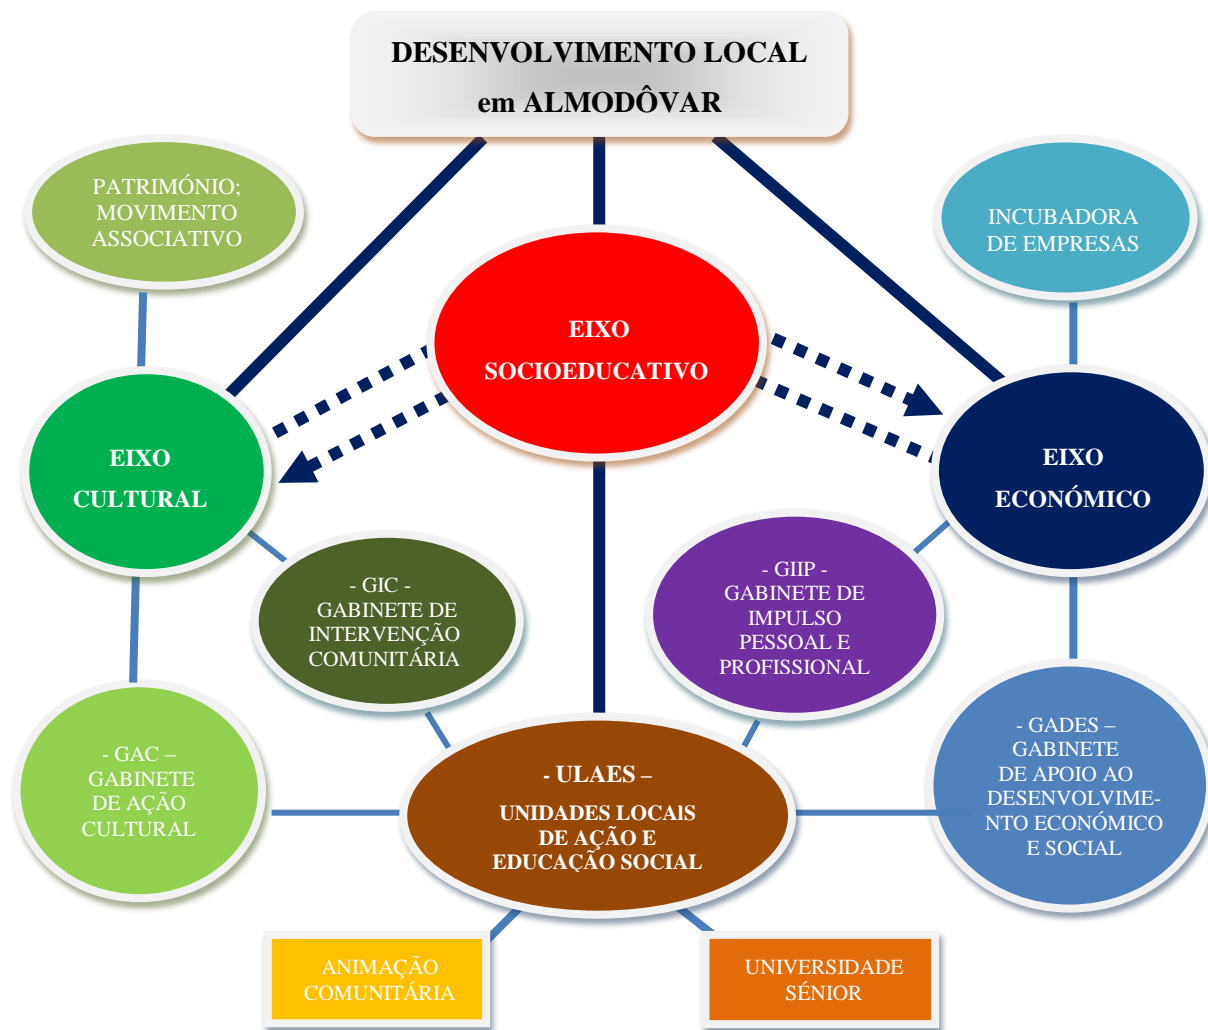 DESENVOLVIMENTO LOCAL
em ALMODÔVAR
PATRIMÓNIO;
MOVIMENTO
ASSOCIATIVO
INCUBADORA
DE EMPRESAS
EIXO
SOCIOEDUCATIVO
EIXO
CULTURAL
EIXO
ECONÓMICO
- GIC -
GABINETE DE
INTERVENÇÃO
COMUNITÁRIA
- GIIP -
GABINETE DE
IMPULSO
PESSOAL E
PROFISSIONAL
- GAC –
GABINETE
DE AÇÃO
CULTURAL
- ULAES –
UNIDADES LOCAIS
DE AÇÃO E
EDUCAÇÃO SOCIAL
- GADES –
GABINETE
DE APOIO AO
DESENVOLVIME-
NTO ECONÓMICO
E SOCIAL
ANIMAÇÃO
COMUNITÁRIA
UNIVERSIDADE
SÉNIOR